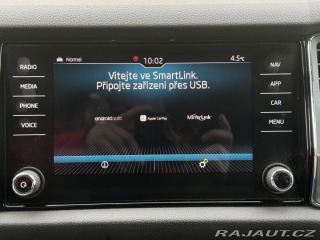 Normal
10:02
4.5°C
RADIO
MEDIA
PHONE
VOICE
Vítejte ve SmartLink.
Připojte zařízení přes USB.
androidauto
Apple CarPlay
MirrorLink
NAV
APP
CAR
MENU
RAJAUT.CZ